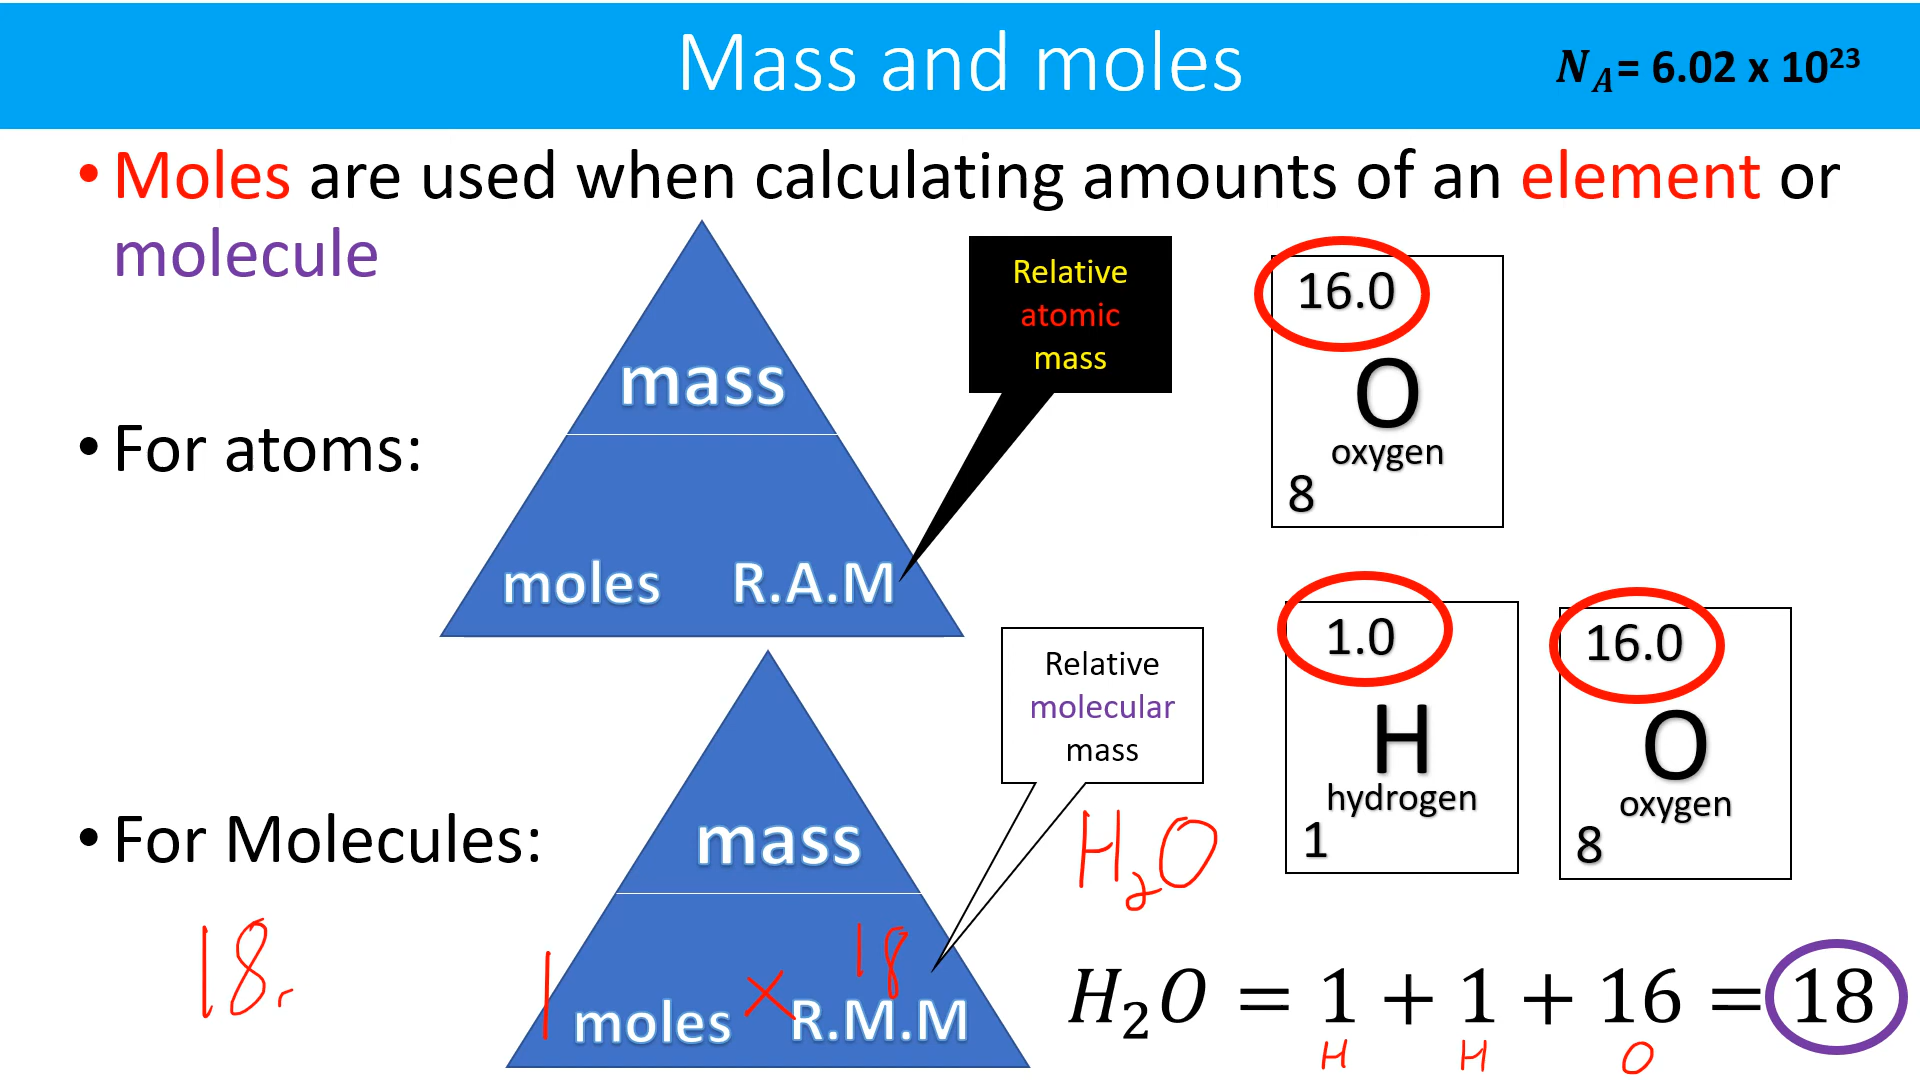 Mass and moles
N_A = 6.02 x 10²³
• Moles are used when calculating amounts of an element or
molecule
Relative
atomic
mass
16.0
O
oxygen
8
mass
• For atoms:
moles R.A.M
Relative
molecular
mass
1.0
H
hydrogen
1
16.0
O
oxygen
8
• For Molecules:
mass
H₂O
18
1 moles × R.M.M
18
H₂O = 1 + 1 + 16 = 18
H H O